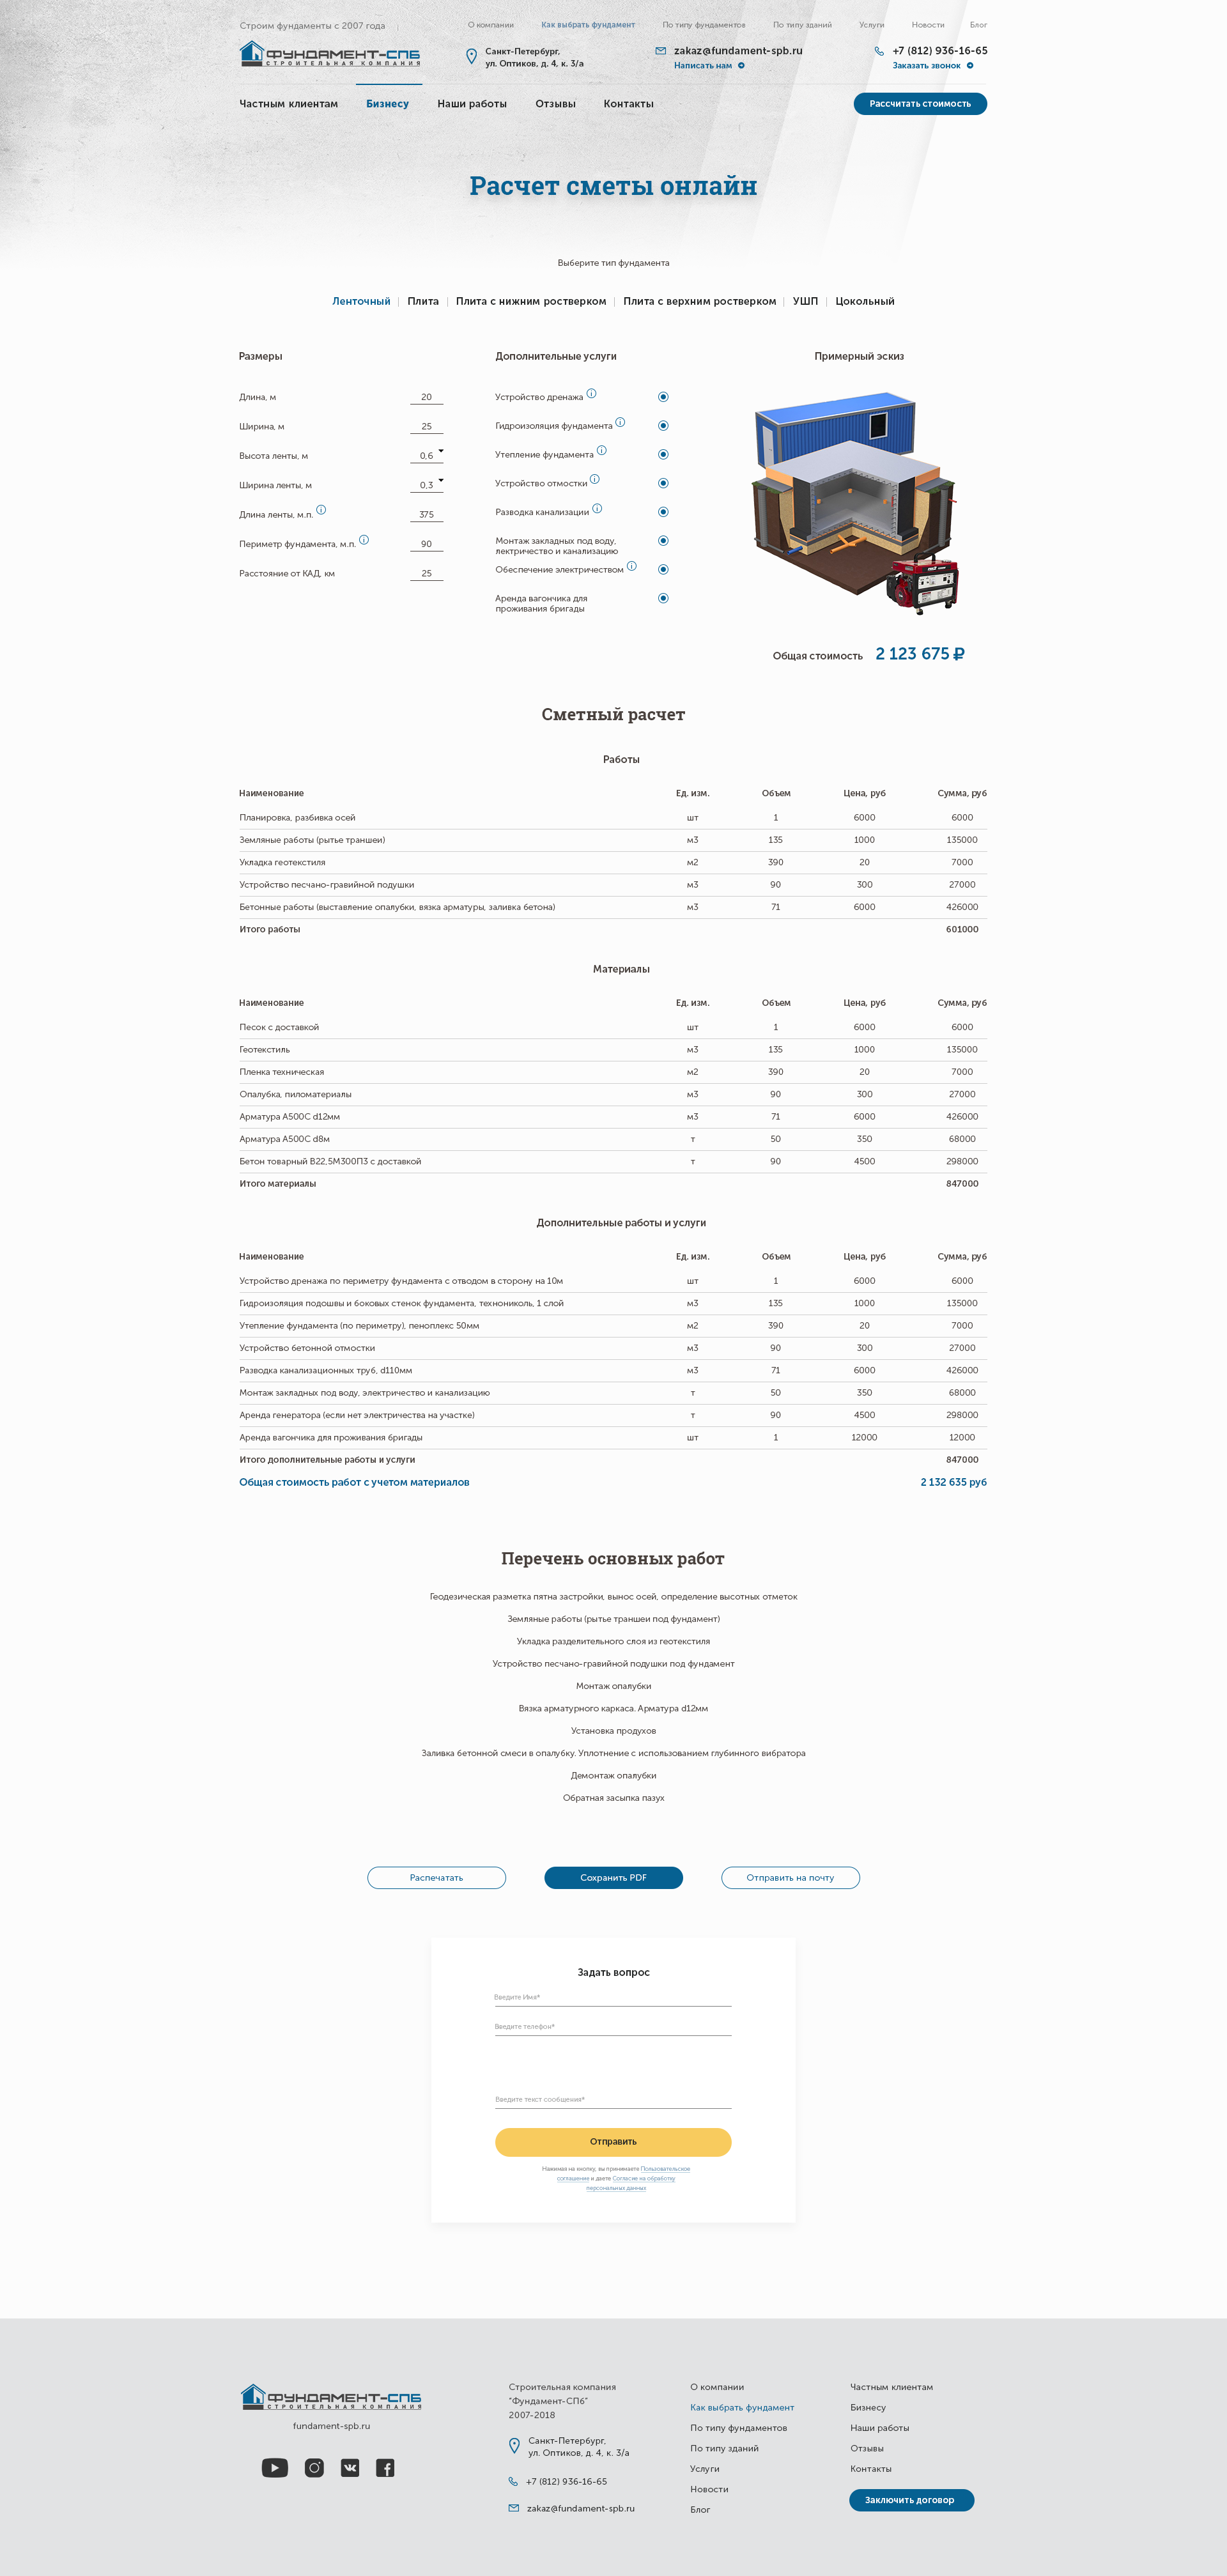 Строим фундаменты с 2007 года
О компании Как выбрать фундамент По типу фундаментов По типу зданий Услуги Новости Блог
ФУНДАМЕНТ-СПБ
СТРОИТЕЛЬНАЯ КОМПАНИЯ
Санкт-Петербург,
ул. Оптиков, д. 4, к. 3/а
zakaz@fundament-spb.ru
Написать нам
+7 (812) 936-16-65
Заказать звонок
Частным клиентам Бизнесу Наши работы Отзывы Контакты Рассчитать стоимость
Расчет сметы онлайн
Выберите тип фундамента
Ленточный Плита Плита с нижним ростверком Плита с верхним ростверком УШП Цокольный
Размеры
Длина, м 20
Ширина, м 25
Высота ленты, м 0,6
Ширина ленты, м 0,3
Длина ленты, м.п. 375
Периметр фундамента, м.п. 90
Расстояние от КАД, км 25
Дополнительные услуги
Устройство дренажа
Гидроизоляция фундамента
Утепление фундамента
Устройство отмостки
Разводка канализации
Монтаж закладных под воду,
лектричество и канализацию
Обеспечение электричеством
Аренда вагончика для
проживания бригады
Примерный эскиз
Общая стоимость 2 123 675 ₽
Сметный расчет
Работы
Наименование Ед. изм. Объем Цена, руб Сумма, руб
Планировка, разбивка осей шт 1 6000 6000
Земляные работы (рытье траншеи) м3 135 1000 135000
Укладка геотекстиля м2 390 20 7000
Устройство песчано-гравийной подушки м3 90 300 27000
Бетонные работы (выставление опалубки, вязка арматуры, заливка бетона) м3 71 6000 426000
Итого работы 601000
Материалы
Наименование Ед. изм. Объем Цена, руб Сумма, руб
Песок с доставкой шт 1 6000 6000
Геотекстиль м3 135 1000 135000
Пленка техническая м2 390 20 7000
Опалубка, пиломатериалы м3 90 300 27000
Арматура А500С d12мм м3 71 6000 426000
Арматура А500С d8м т 50 350 68000
Бетон товарный В22,5М300П3 с доставкой т 90 4500 298000
Итого материалы 847000
Дополнительные работы и услуги
Наименование Ед. изм. Объем Цена, руб Сумма, руб
Устройство дренажа по периметру фундамента с отводом в сторону на 10м шт 1 6000 6000
Гидроизоляция подошвы и боковых стенок фундамента, технониколь, 1 слой м3 135 1000 135000
Утепление фундамента (по периметру), пеноплекс 50мм м2 390 20 7000
Устройство бетонной отмостки м3 90 300 27000
Разводка канализационных труб, d110мм м3 71 6000 426000
Монтаж закладных под воду, электричество и канализацию т 50 350 68000
Аренда генератора (если нет электричества на участке) т 90 4500 298000
Аренда вагончика для проживания бригады шт 1 12000 12000
Итого дополнительные работы и услуги 847000
Общая стоимость работ с учетом материалов 2 132 635 руб
Перечень основных работ
Геодезическая разметка пятна застройки, вынос осей, определение высотных отметок
Земляные работы (рытье траншеи под фундамент)
Укладка разделительного слоя из геотекстиля
Устройство песчано-гравийной подушки под фундамент
Монтаж опалубки
Вязка арматурного каркаса. Арматура d12мм
Установка продухов
Заливка бетонной смеси в опалубку. Уплотнение с использованием глубинного вибратора
Демонтаж опалубки
Обратная засыпка пазух
Распечатать Сохранить PDF Отправить на почту
Задать вопрос
Введите Имя*
Введите телефон*
Введите текст сообщения*
Отправить
Нажимая на кнопку, вы принимаете Пользовательское
соглашение и даете Согласие на обработку
персональных данных
ФУНДАМЕНТ-СПБ
СТРОИТЕЛЬНАЯ КОМПАНИЯ
fundament-spb.ru
Строительная компания
"Фундамент-СПб"
2007-2018
Санкт-Петербург,
ул. Оптиков, д. 4, к. 3/а
+7 (812) 936-16-65
zakaz@fundament-spb.ru
О компании
Как выбрать фундамент
По типу фундаментов
По типу зданий
Услуги
Новости
Блог
Частным клиентам
Бизнесу
Наши работы
Отзывы
Контакты
Заключить договор